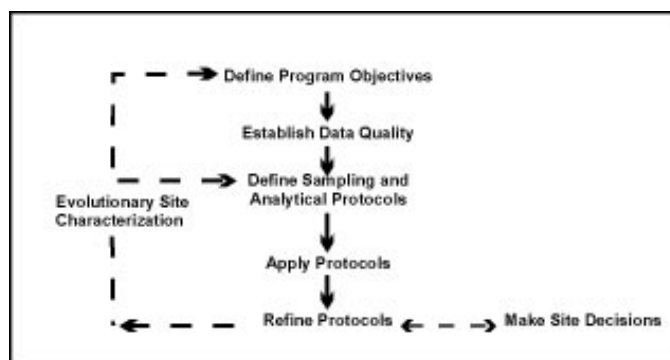 Define Program Objectives
Establish Data Quality
Define Sampling and
Analytical Protocols
Evolutionary Site
Characterization
Apply Protocols
Refine Protocols
Make Site Decisions